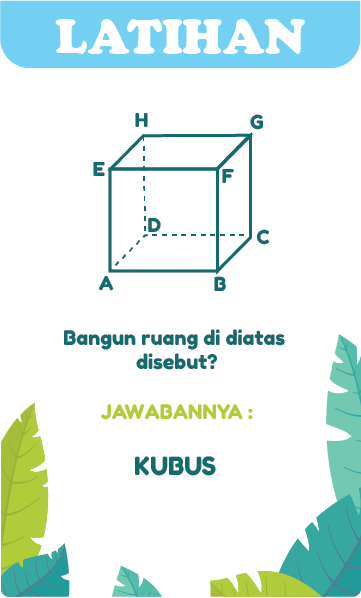 LATIHAN
H
G
E
F
D
C
A
B
Bangun ruang di diatas
disebut?
JAWABANNYA :
KUBUS